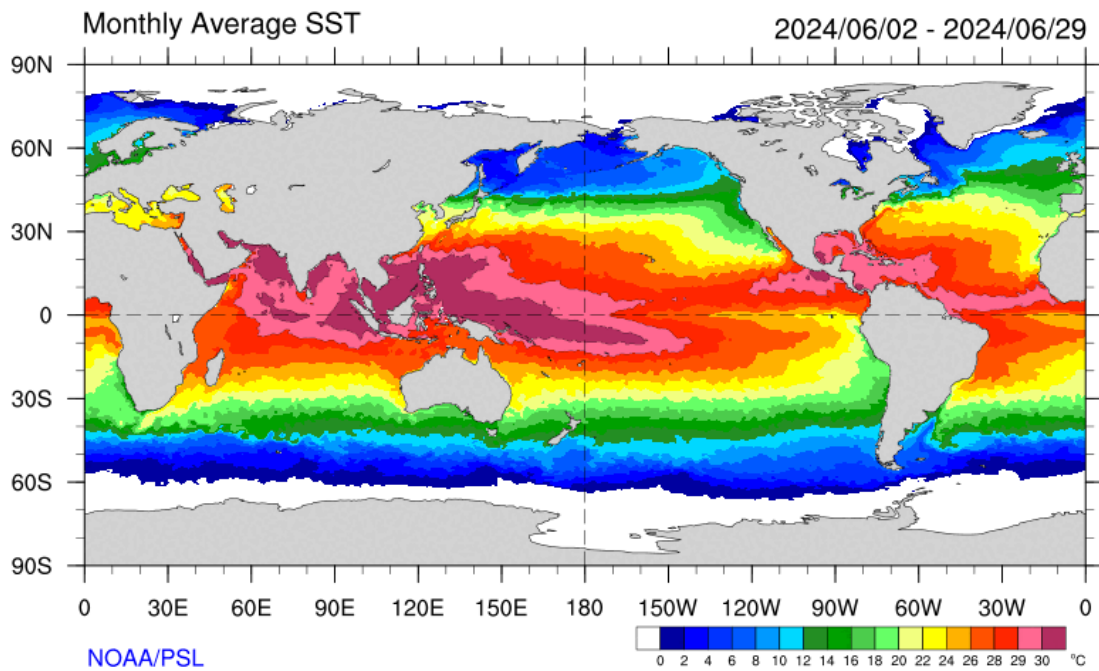 Monthly Average SST 2024/06/02 - 2024/06/29
90N
60N
30N
0
30S
60S
90S
0 30E 60E 90E 120E 150E 180 150W 120W 90W 60W 30W 0
0 2 4 6 8 10 12 14 16 18 20 22 24 26 28 29 30 °C
NOAA/PSL